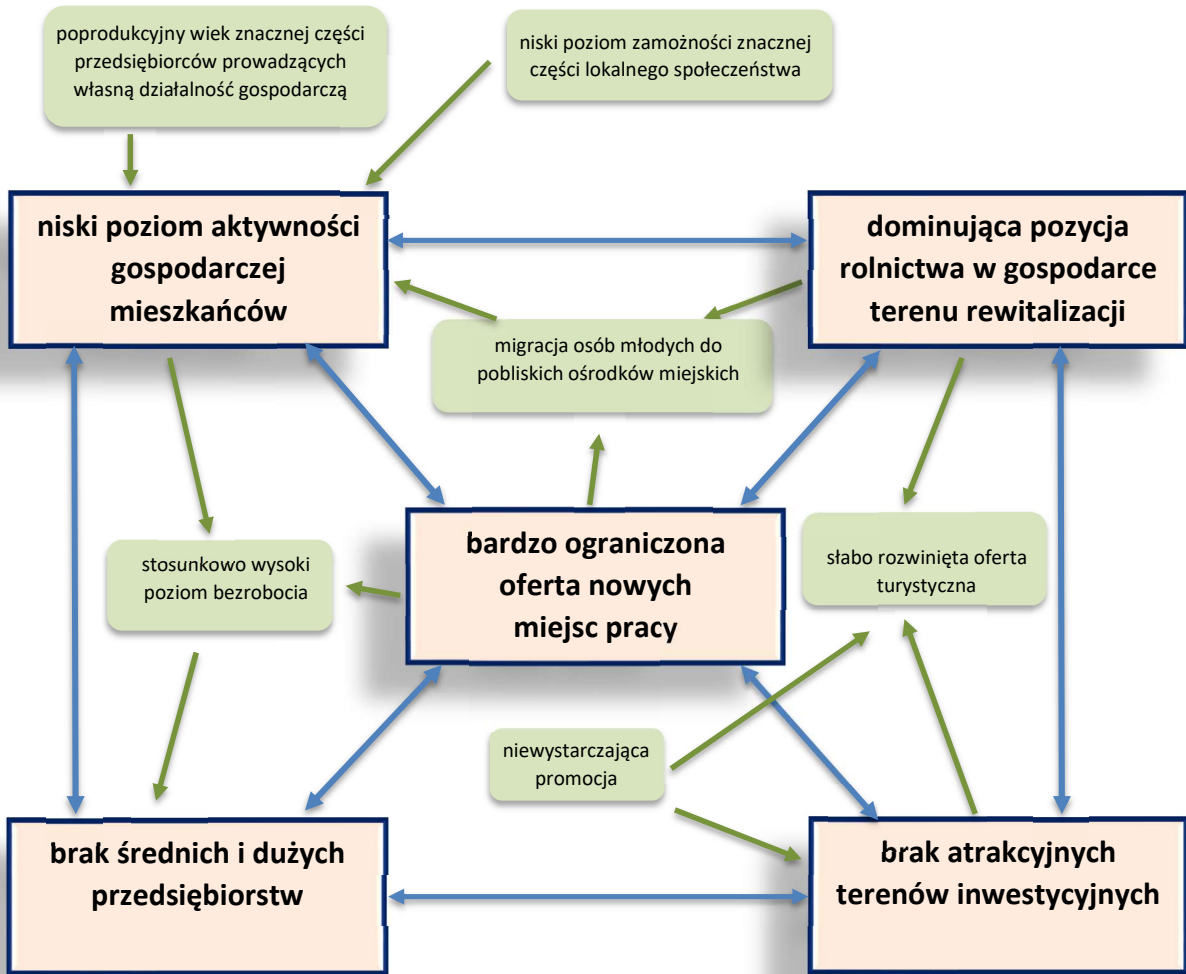 poprodukcyjny wiek znacznej części
przedsiębiorców prowadzących
własną działalność gospodarczą
niski poziom zamożności znacznej
części lokalnego społeczeństwa
niski poziom aktywności
gospodarczej
mieszkańców
dominująca pozycja
rolnictwa w gospodarce
terenu rewitalizacji
migracja osób młodych do
pobliskich ośrodków miejskich
bardzo ograniczona
oferta nowych
miejsc pracy
stosunkowo wysoki
poziom bezrobocia
słabo rozwinięta oferta
turystyczna
niewystarczająca
promocja
brak średnich i dużych
przedsiębiorstw
brak atrakcyjnych
terenów inwestycyjnych